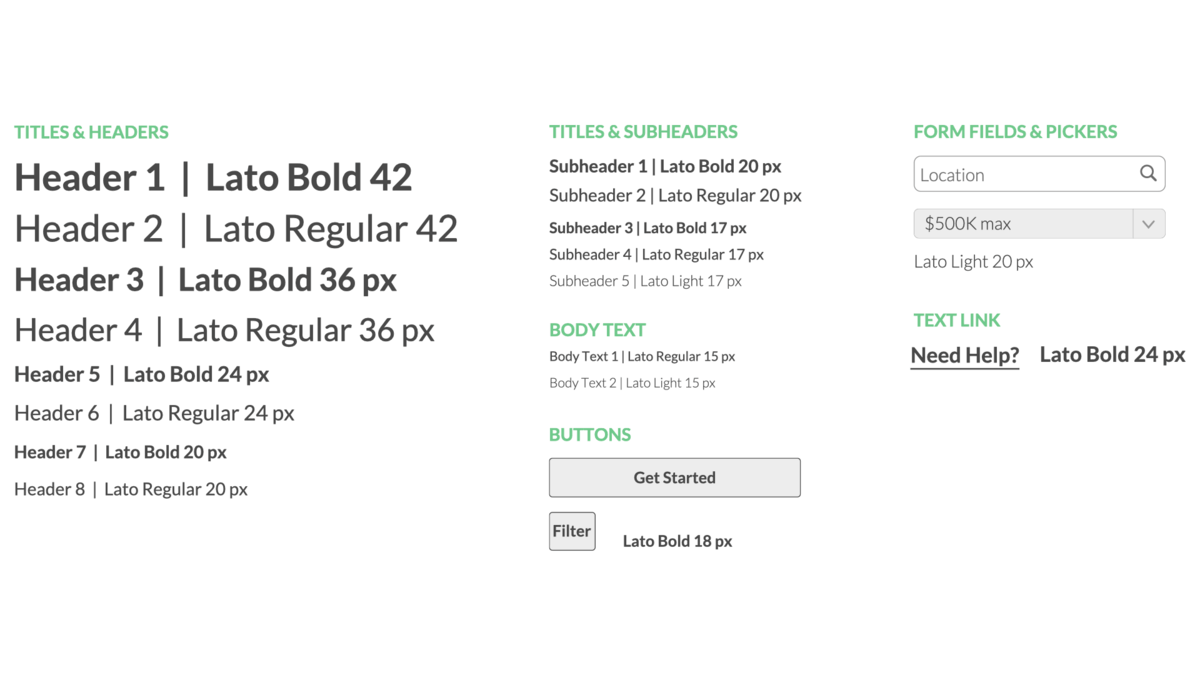 TITLES & HEADERS
Header 1 | Lato Bold 42
Header 2 | Lato Regular 42
Header 3 | Lato Bold 36 px
Header 4 | Lato Regular 36 px
Header 5 | Lato Bold 24 px
Header 6 | Lato Regular 24 px
Header 7 | Lato Bold 20 px
Header 8 | Lato Regular 20 px
TITLES & SUBHEADERS
Subheader 1 | Lato Bold 20 px
Subheader 2 | Lato Regular 20 px
Subheader 3 | Lato Bold 17 px
Subheader 4 | Lato Regular 17 px
Subheader 5 | Lato Light 17 px
BODY TEXT
Body Text 1 | Lato Regular 15 px
Body Text 2 | Lato Light 15 px
BUTTONS
Get Started
Filter
Lato Bold 18 px
FORM FIELDS & PICKERS
Location
$500K max
Lato Light 20 px
TEXT LINK
Need Help? Lato Bold 24 px